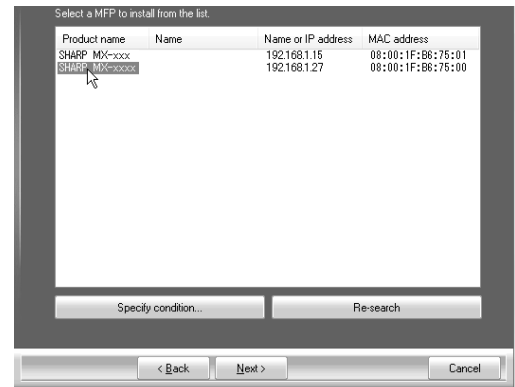 Select a MFP to install from the list.
Product name Name Name or IP address MAC address
SHARP MX-xxx 192.168.1.15 08:00:1F:B6:75:01
SHARP MX-xxxx 192.168.1.27 08:00:1F:B6:75:00
Specify condition... Re-search
< Back Next > Cancel